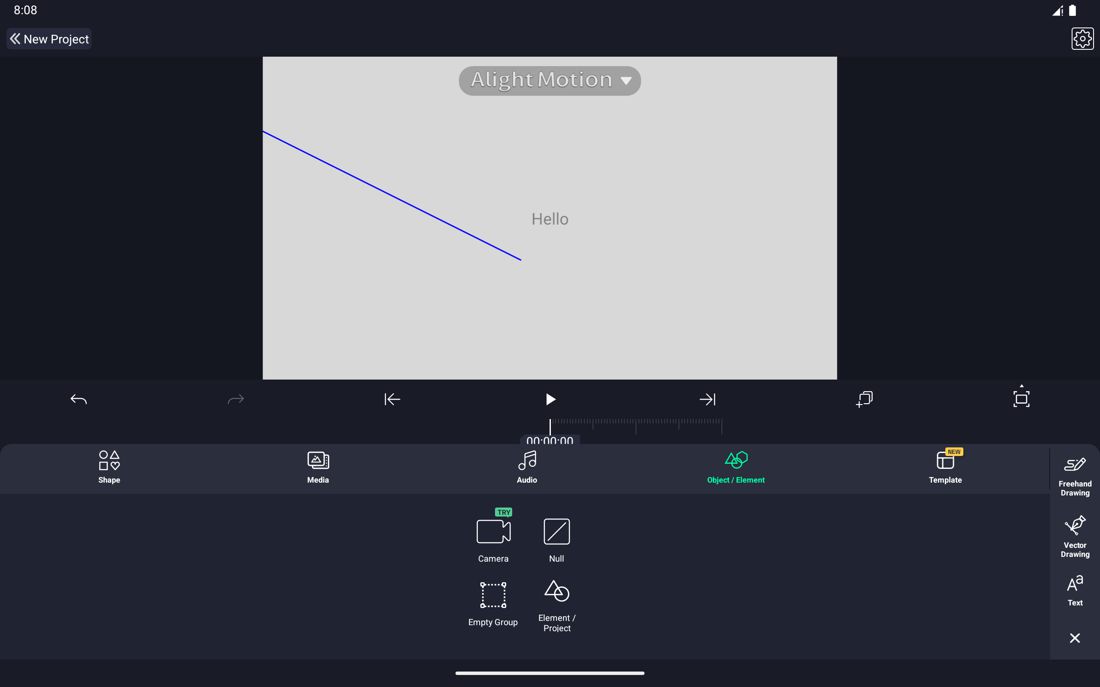 8:08
New Project
Alight Motion
Hello
00:00:00
Shape
Media
Audio
Object / Element
NEW
Template
Freehand
Drawing
TRY
Camera
Null
Vector
Drawing
Empty Group
Element /
Project
Aa
Text